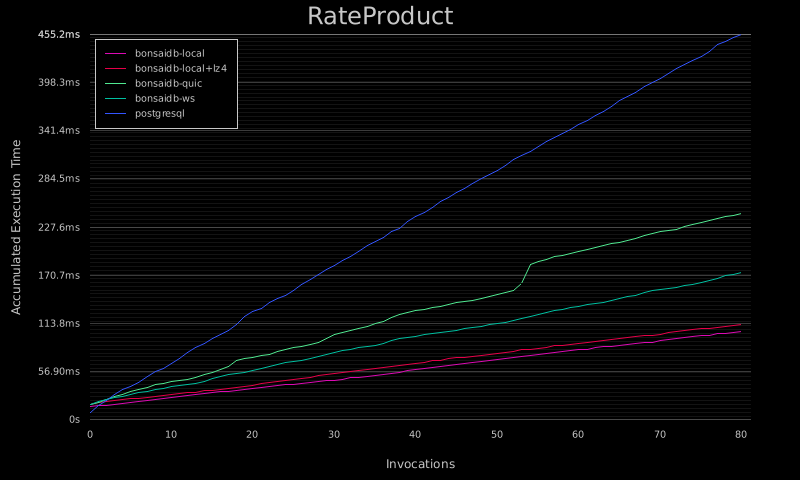 RateProduct
455.2ms
398.3ms
341.4ms
284.5ms
227.6ms
170.7ms
113.8ms
56.90ms
0s
bonsaidb-local
bonsaidb-local+lz4
bonsaidb-quic
bonsaidb-ws
postgresql
Accumulated Execution Time
0 10 20 30 40 50 60 70 80
Invocations